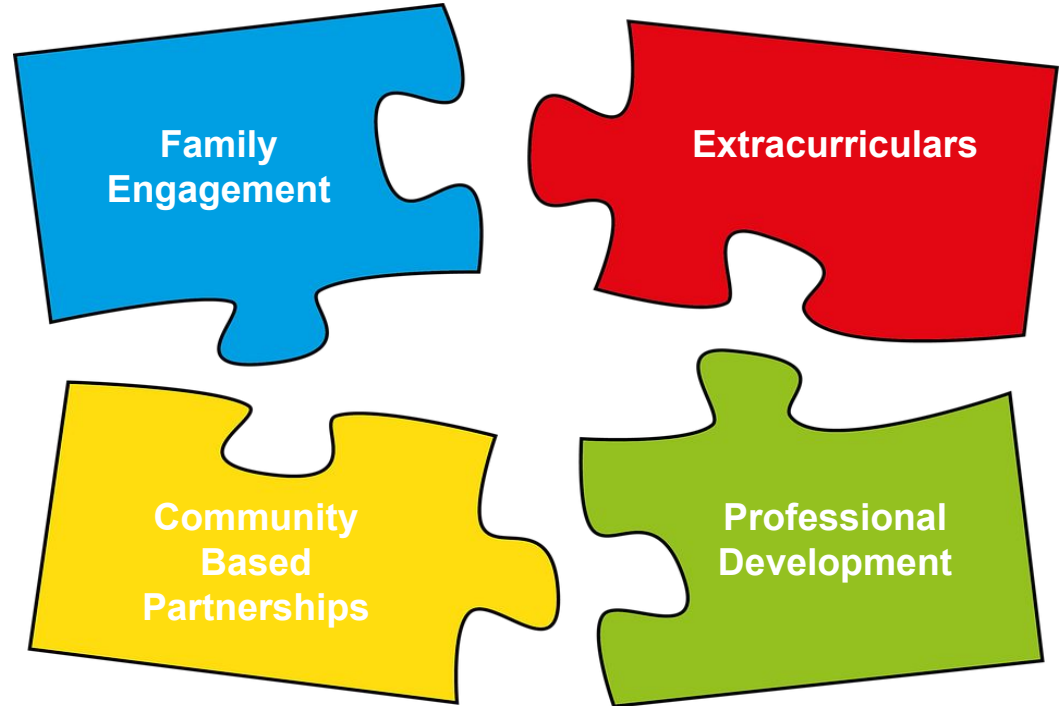 Family
Engagement
Extracurriculars
Community
Based
Partnerships
Professional
Development